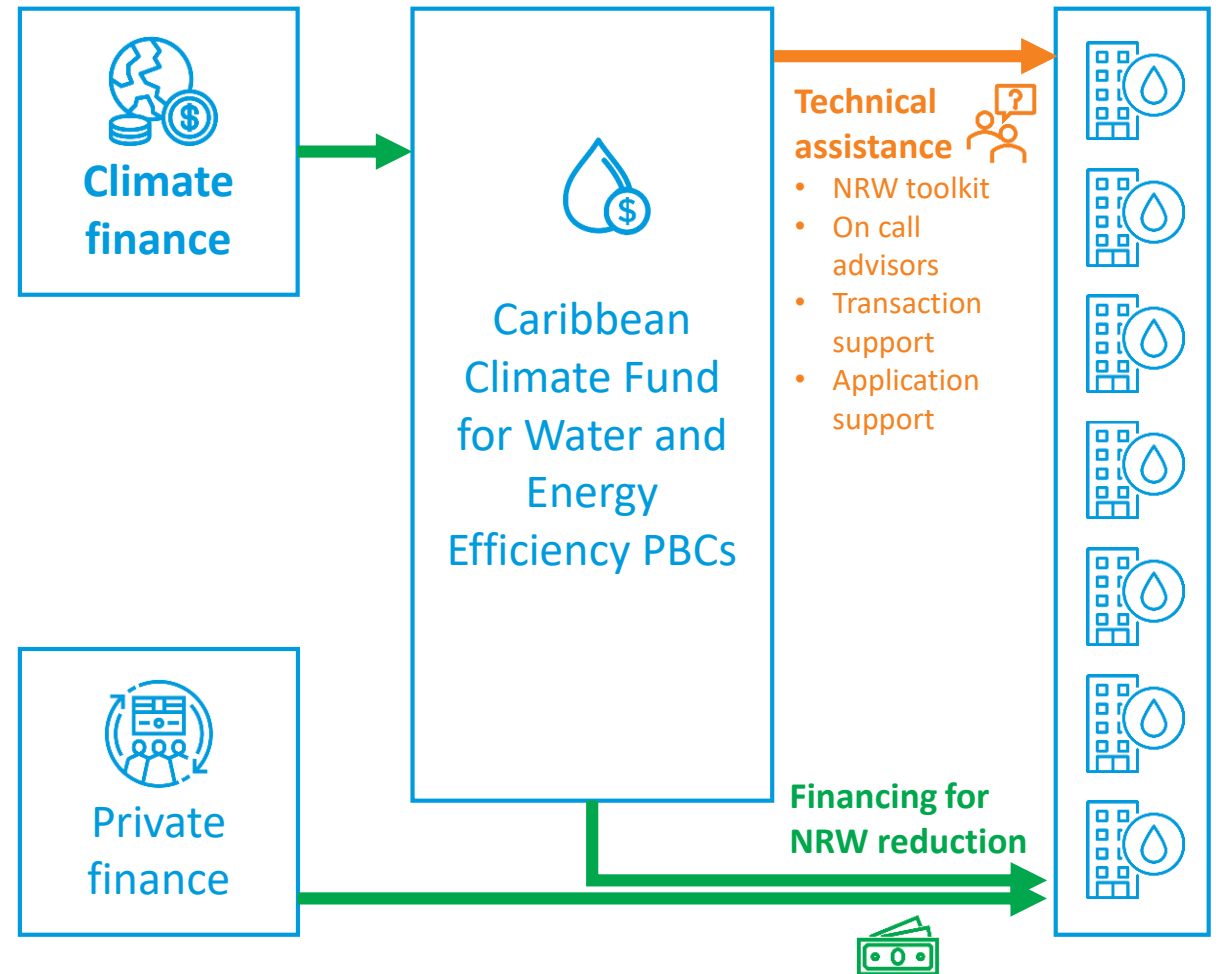 Climate
finance
Caribbean
Climate Fund
for Water and
Energy
Efficiency PBCs
Technical
assistance
?
• NRW toolkit
• On call
advisors
• Transaction
support
• Application
support
Private
finance
Financing for
NRW reduction
$
$